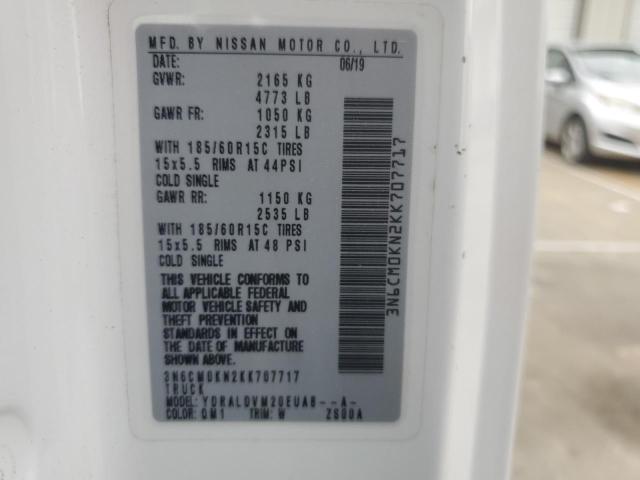 MFD. BY NISSAN MOTOR CO., LTD.
DATE: 06/19
GVWR: 2165 KG
4773 LB
GAWR FR: 1050 KG
2315 LB
WITH 185/60R15C TIRES
15x5.5 RIMS AT 44PSI
COLD SINGLE
GAWR RR: 1150 KG
2535 LB
WITH 185/60R15C TIRES
15x5.5 RIMS AT 48 PSI
COLD SINGLE
THIS VEHICLE CONFORMS TO
ALL APPLICABLE FEDERAL
MOTOR VEHICLE SAFETY AND
THEFT PREVENTION
STANDARDS IN EFFECT ON
THE DATE OF MANUFACTURE
SHOWN ABOVE.
3N6CM0KN2KK707717
TRUCK
MODEL: YDRALDVM20EUAB--A-
COLOR: QM1 TRIM: W ZS00A
3N6CM0KN2KK707717